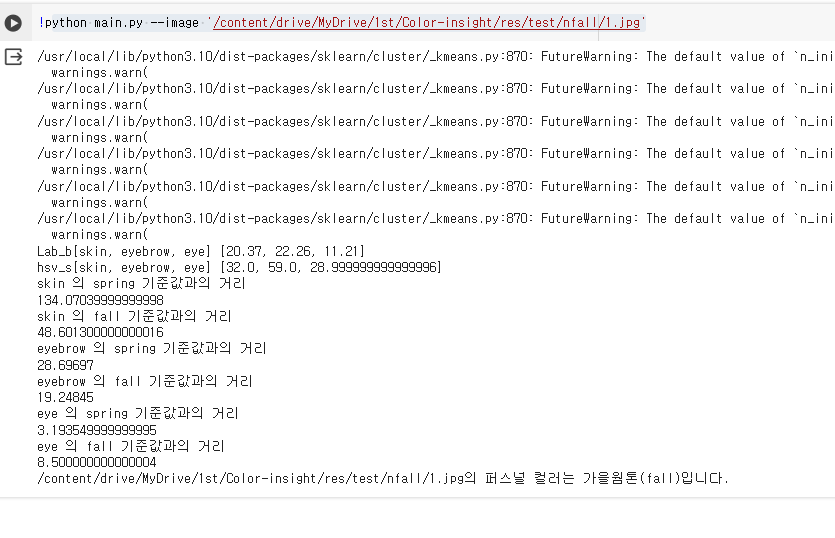 !python main.py --image '/content/drive/MyDrive/1st/Color-insight/res/test/nfall/1.jpg'
/usr/local/lib/python3.10/dist-packages/sklearn/cluster/_kmeans.py:870: FutureWarning: The default value of `n_ini
  warnings.warn(
/usr/local/lib/python3.10/dist-packages/sklearn/cluster/_kmeans.py:870: FutureWarning: The default value of `n_ini
  warnings.warn(
/usr/local/lib/python3.10/dist-packages/sklearn/cluster/_kmeans.py:870: FutureWarning: The default value of `n_ini
  warnings.warn(
/usr/local/lib/python3.10/dist-packages/sklearn/cluster/_kmeans.py:870: FutureWarning: The default value of `n_ini
  warnings.warn(
/usr/local/lib/python3.10/dist-packages/sklearn/cluster/_kmeans.py:870: FutureWarning: The default value of `n_ini
  warnings.warn(
/usr/local/lib/python3.10/dist-packages/sklearn/cluster/_kmeans.py:870: FutureWarning: The default value of `n_ini
  warnings.warn(
Lab_b[skin, eyebrow, eye] [20.37, 22.26, 11.21]
hsv_s[skin, eyebrow, eye] [32.0, 59.0, 28.999999999999996]
skin 의 spring 기준값과의 거리
134.07039999999998
skin 의 fall 기준값과의 거리
48.601300000000016
eyebrow 의 spring 기준값과의 거리
28.69697
eyebrow 의 fall 기준값과의 거리
19.24845
eye 의 spring 기준값과의 거리
3.193549999999995
eye 의 fall 기준값과의 거리
8.500000000000004
/content/drive/MyDrive/1st/Color-insight/res/test/nfall/1.jpg의 퍼스널 컬러는 가을웜톤(fall)입니다.